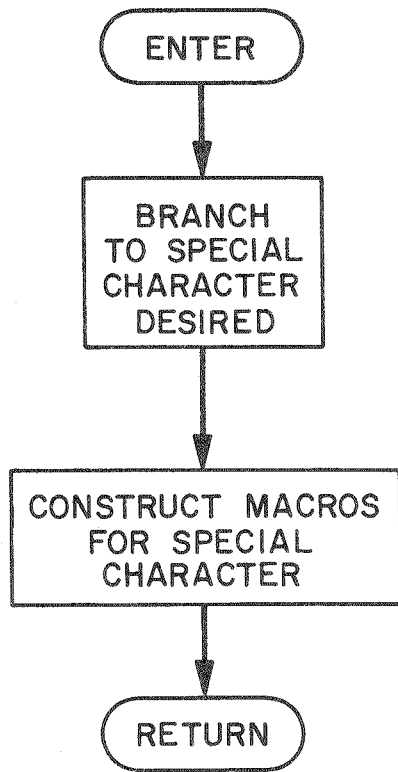 ENTER
BRANCH
TO SPECIAL
CHARACTER
DESIRED
CONSTRUCT MACROS
FOR SPECIAL
CHARACTER
RETURN